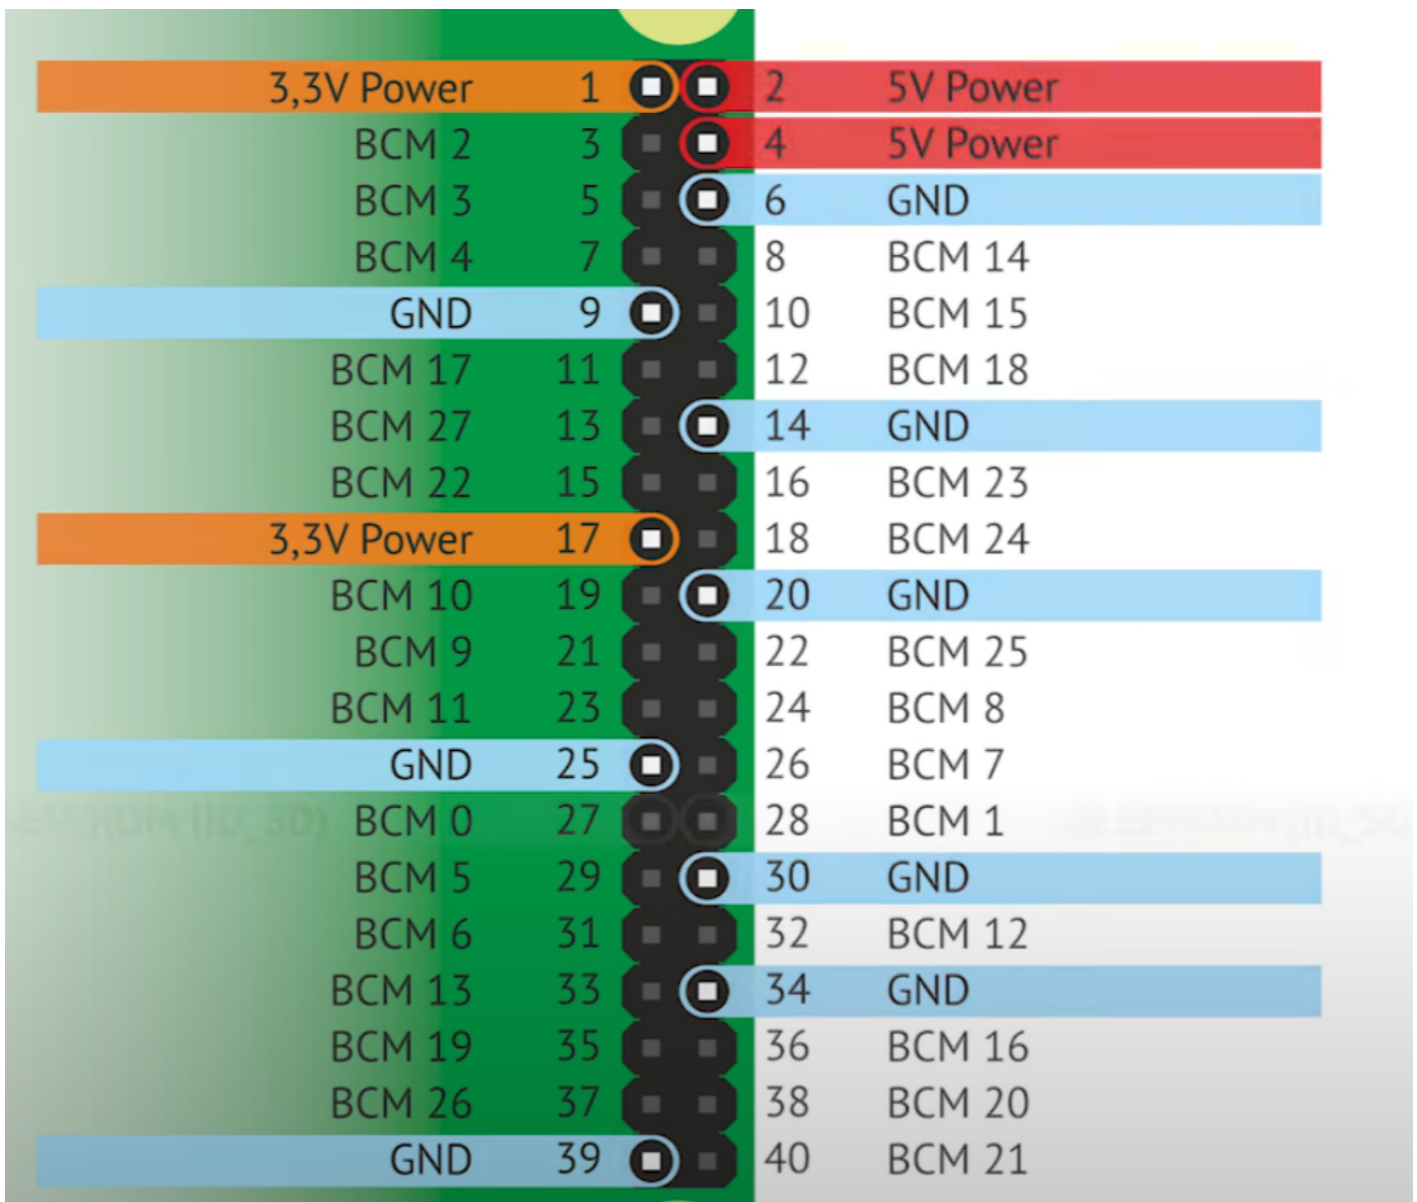 3,3V Power 1 2 5V Power
BCM 2 3 4 5V Power
BCM 3 5 6 GND
BCM 4 7 8 BCM 14
GND 9 10 BCM 15
BCM 17 11 12 BCM 18
BCM 27 13 14 GND
BCM 22 15 16 BCM 23
3,3V Power 17 18 BCM 24
BCM 10 19 20 GND
BCM 9 21 22 BCM 25
BCM 11 23 24 BCM 8
GND 25 26 BCM 7
(ID_SD) BCM 0 27 28 BCM 1
BCM 5 29 30 GND
BCM 6 31 32 BCM 12
BCM 13 33 34 GND
BCM 19 35 36 BCM 16
BCM 26 37 38 BCM 20
GND 39 40 BCM 21